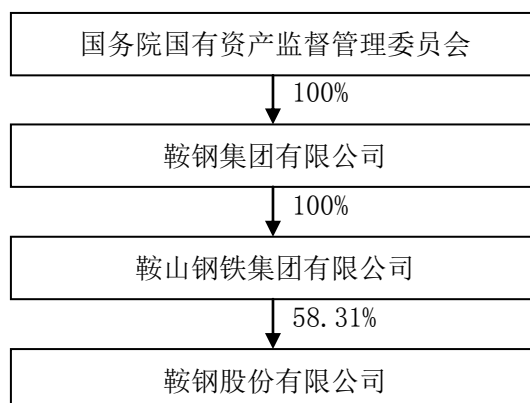 国务院国有资产监督管理委员会
100%
鞍钢集团有限公司
100%
鞍山钢铁集团有限公司
58.31%
鞍钢股份有限公司